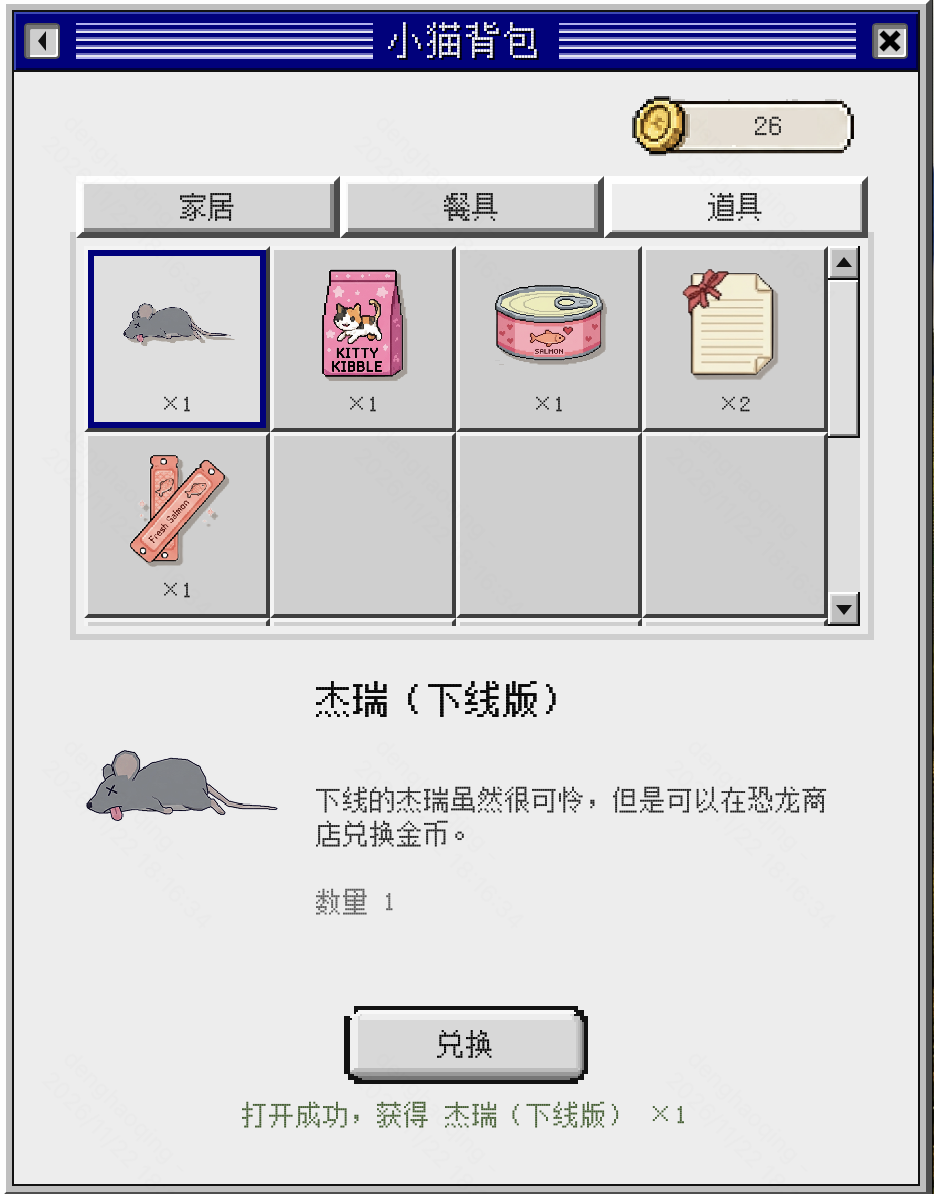 小猫背包
26
家居
餐具
道具
KITTY
KIBBLE
SALMON
×1
×1
×1
×2
Fresh Salmon
×1
杰瑞（下线版）
下线的杰瑞虽然很可怜，但是可以在恐龙商
店兑换金币。
数量 1
兑换
打开成功，获得 杰瑞（下线版） ×1